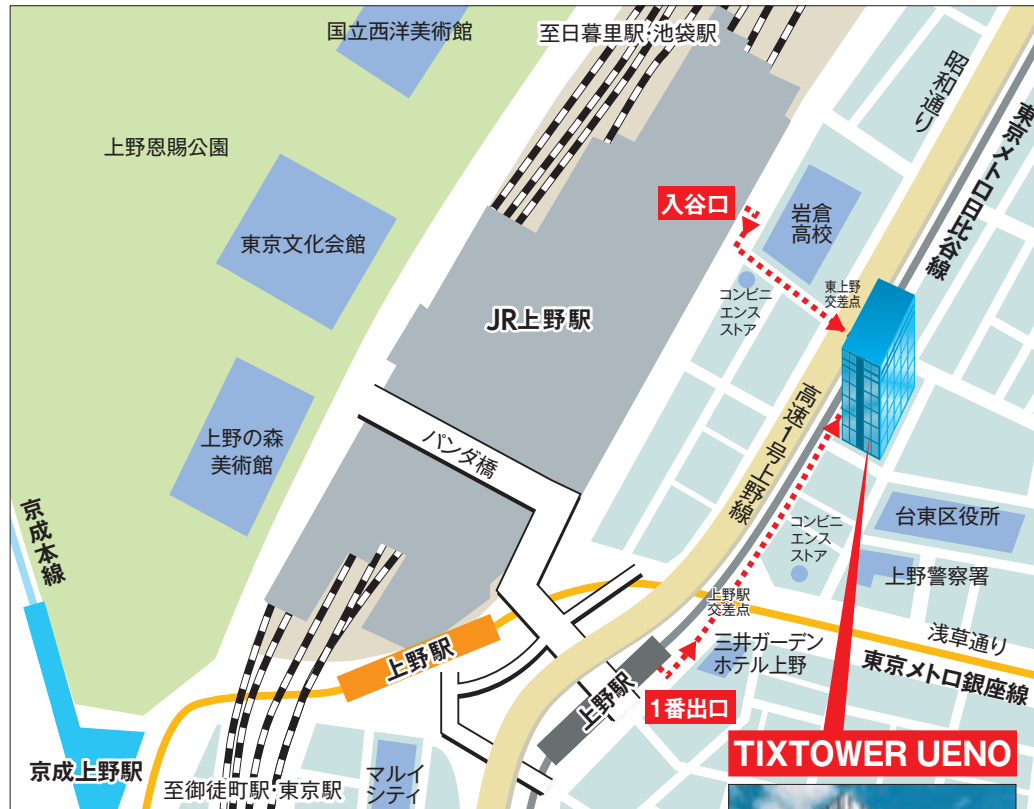 国立西洋美術館
至日暮里駅・池袋駅
昭和通り
東京メトロ日比谷線
上野恩賜公園
入谷口
岩倉
高校
東京文化会館
コンビニ
エンス
ストア
東上野
交差点
JR上野駅
高速1号上野線
パンダ橋
上野の森
美術館
京成本線
コンビニ
エンス
ストア
台東区役所
上野警察署
上野駅
交差点
浅草通り
東京メトロ銀座線
三井ガーデン
ホテル上野
上野駅
上野駅
1番出口
TIXTOWER UENO
京成上野駅
至御徒町駅・東京駅
マルイ
シティ